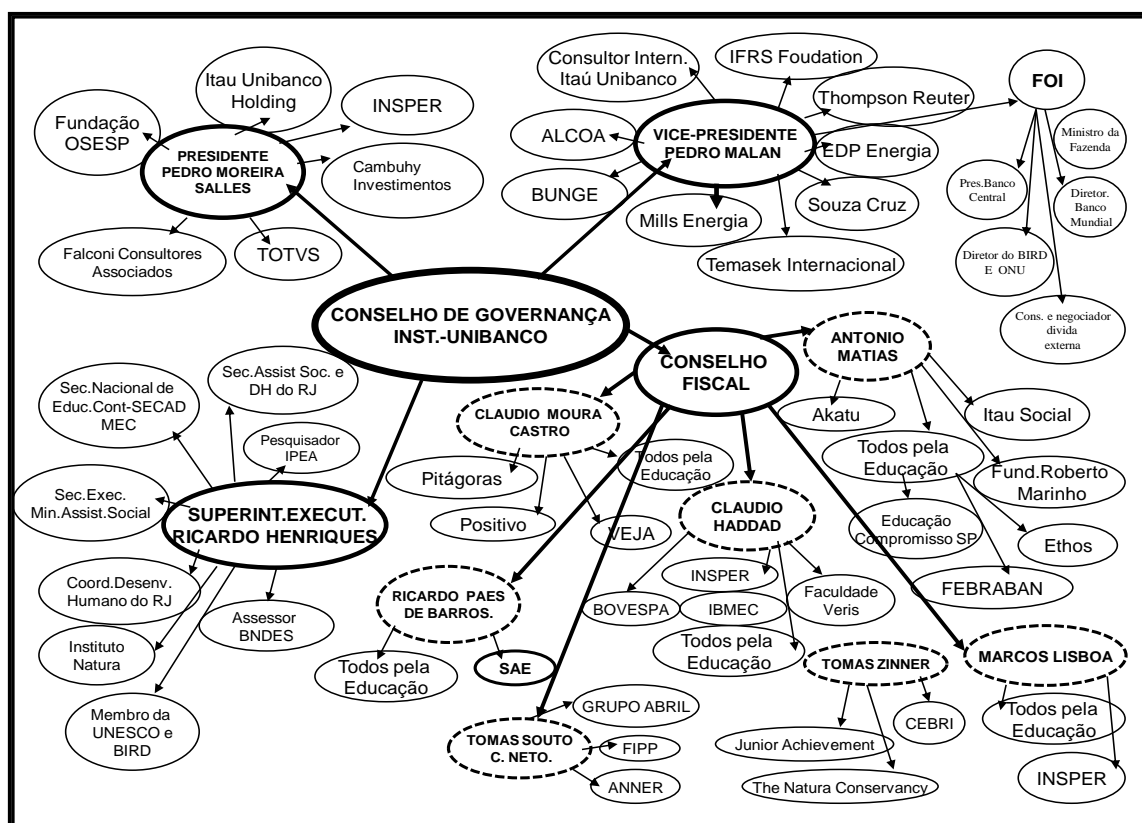 Itau Unibanco
Holding
INSPER
Fundação
OSESP
PRESIDENTE
PEDRO MOREIRA
SALLES
Cambuhy
Investimentos
Falconi Consultores
Associados
TOTVS
Consultor Intern.
Itaú Unibanco
IFRS Foudation
Thompson Reuter
ALCOA
VICE-PRESIDENTE
PEDRO MALAN
EDP Energia
BUNGE
Mills Energia
Souza Cruz
Temasek Internacional
FOI
Ministro da
Fazenda
Pres.Banco
Central
Diretor.
Banco
Mundial
Diretor do BIRD
E ONU
Cons. e negociador
divida
externa
CONSELHO DE GOVERNANÇA
INST.-UNIBANCO
CONSELHO
FISCAL
ANTONIO
MATIAS
Akatu
Itau Social
Todos pela
Educação
Fund.Roberto
Marinho
Educação
Compromisso SP
Ethos
FEBRABAN
Sec.Assist Soc. e
DH do RJ
Sec.Nacional de
Educ.Cont-SECAD
MEC
Pesquisador
IPEA
Sec.Exec.
Min.Assist.Social
SUPERINT.EXECUT.
RICARDO HENRIQUES
Coord.Desenv.
Humano do RJ
Assessor
BNDES
Instituto
Natura
Membro da
UNESCO e
BIRD
CLAUDIO MOURA
CASTRO
Pitágoras
Todos pela
Educação
Positivo
VEJA
CLAUDIO
HADDAD
INSPER
BOVESPA
IBMEC
Faculdade
Veris
Todos pela
Educação
RICARDO PAES
DE BARROS.
Todos pela
Educação
SAE
TOMAS SOUTO
C. NETO.
GRUPO ABRIL
FIPP
ANNER
TOMAS ZINNER
Junior Achievement
CEBRI
The Natura Conservancy
MARCOS LISBOA
Todos pela
Educação
INSPER